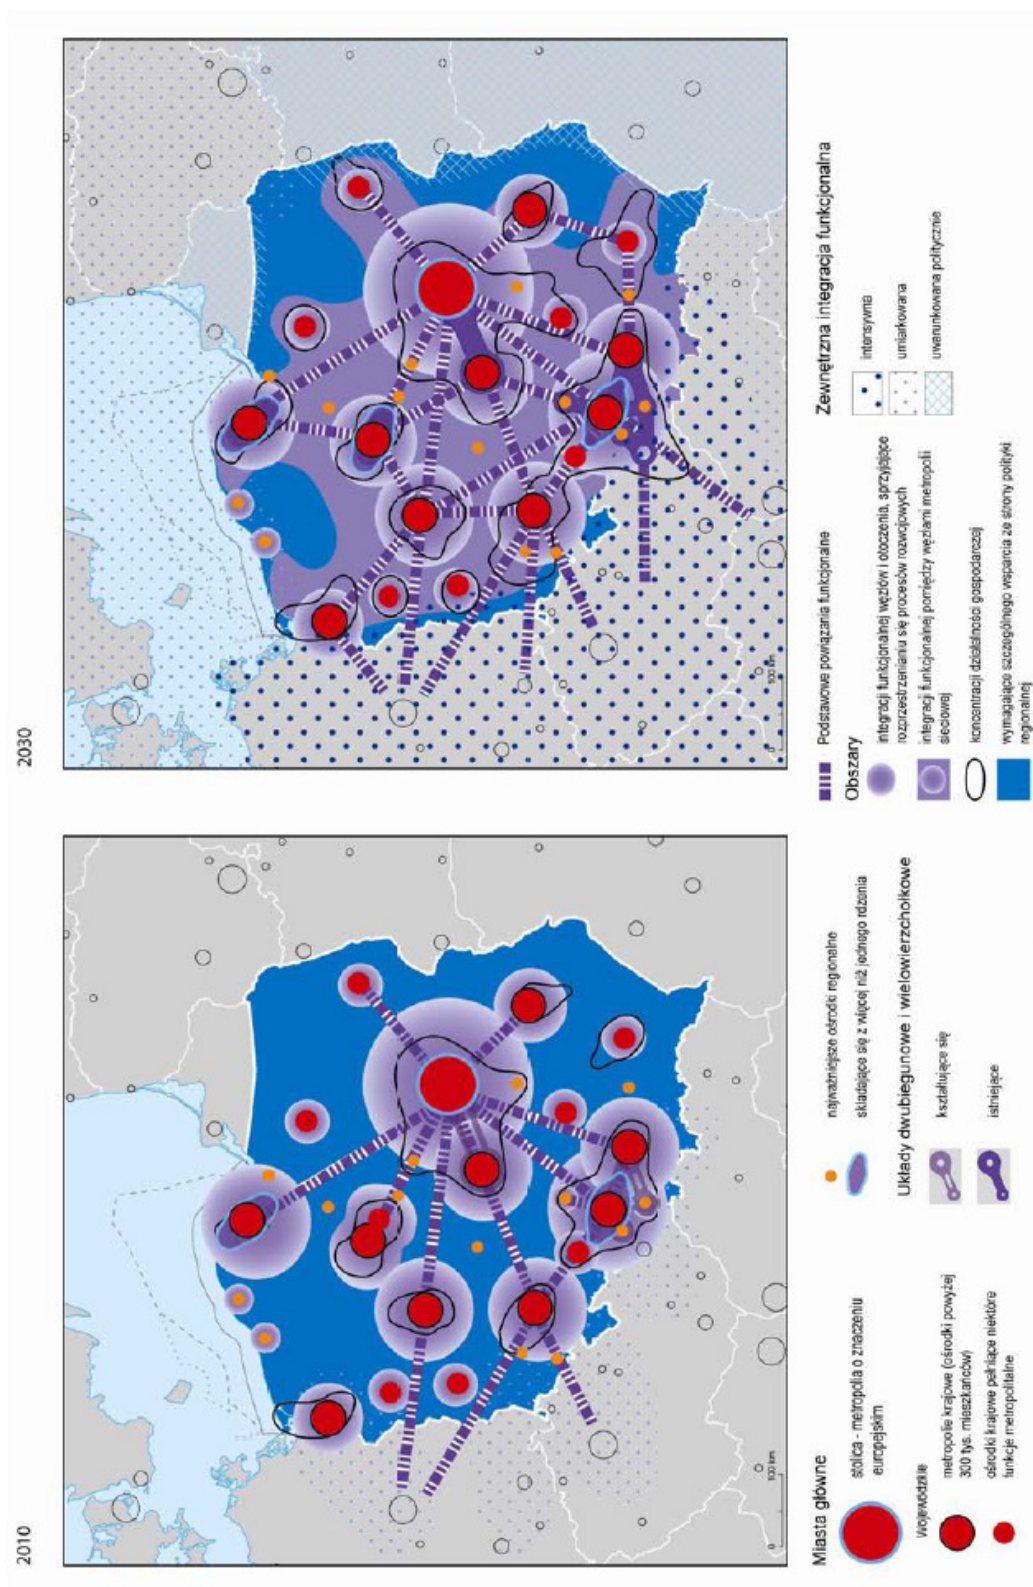 2010
2030
100 km
0
500 km
0
Miasta główne
stolica - metropolia o znaczeniu
europejskim
Wojewódzkie
metropolie krajowe (ośrodki powyżej
300 tys. mieszkańców)
ośrodki krajowe pełniące niektóre
funkcje metropolitalne
najważniejsze ośrodki regionalne
składające się z więcej niż jednego rdzenia
Układy dwubiegunowe i wielowierzchołkowe
kształtujące się
istniejące
Podstawowe powiązania funkcjonalne
Obszary
integracji funkcjonalnej węzłów i otoczenia, sprzyjające
rozprzestrzenianiu się procesów rozwojowych
integracji funkcjonalnej pomiędzy węzłami metropolii
sieciowej
koncentracji działalności gospodarczej
wymagające szczególnego wsparcia ze strony polityki
regionalnej
Zewnętrzna integracja funkcjonalna
intensywna
umiarkowana
uwarunkowana politycznie